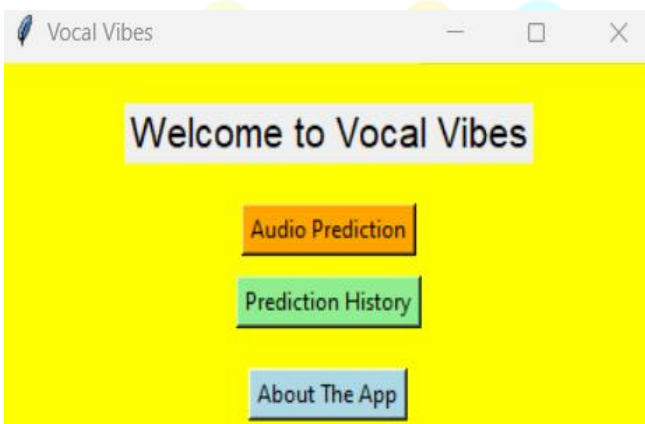 Vocal Vibes
Welcome to Vocal Vibes
Audio Prediction
Prediction History
About The App